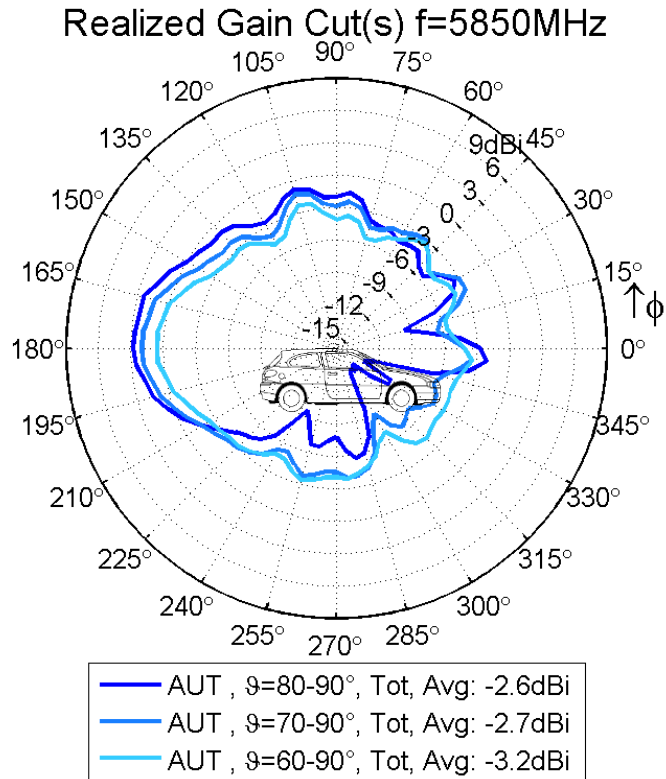 Realized Gain Cut(s) f=5850MHz
90°
105° 75°
120° 60°
135° 9dBi 45°
6
150° 3 30°
0
-3
165° -6 15°
-9
↑ϕ
-12
-15
180° 0°
195° 345°
210° 330°
225° 315°
240° 300°
255° 285°
270°
AUT , ϑ=80-90°, Tot, Avg: -2.6dBi
AUT , ϑ=70-90°, Tot, Avg: -2.7dBi
AUT , ϑ=60-90°, Tot, Avg: -3.2dBi